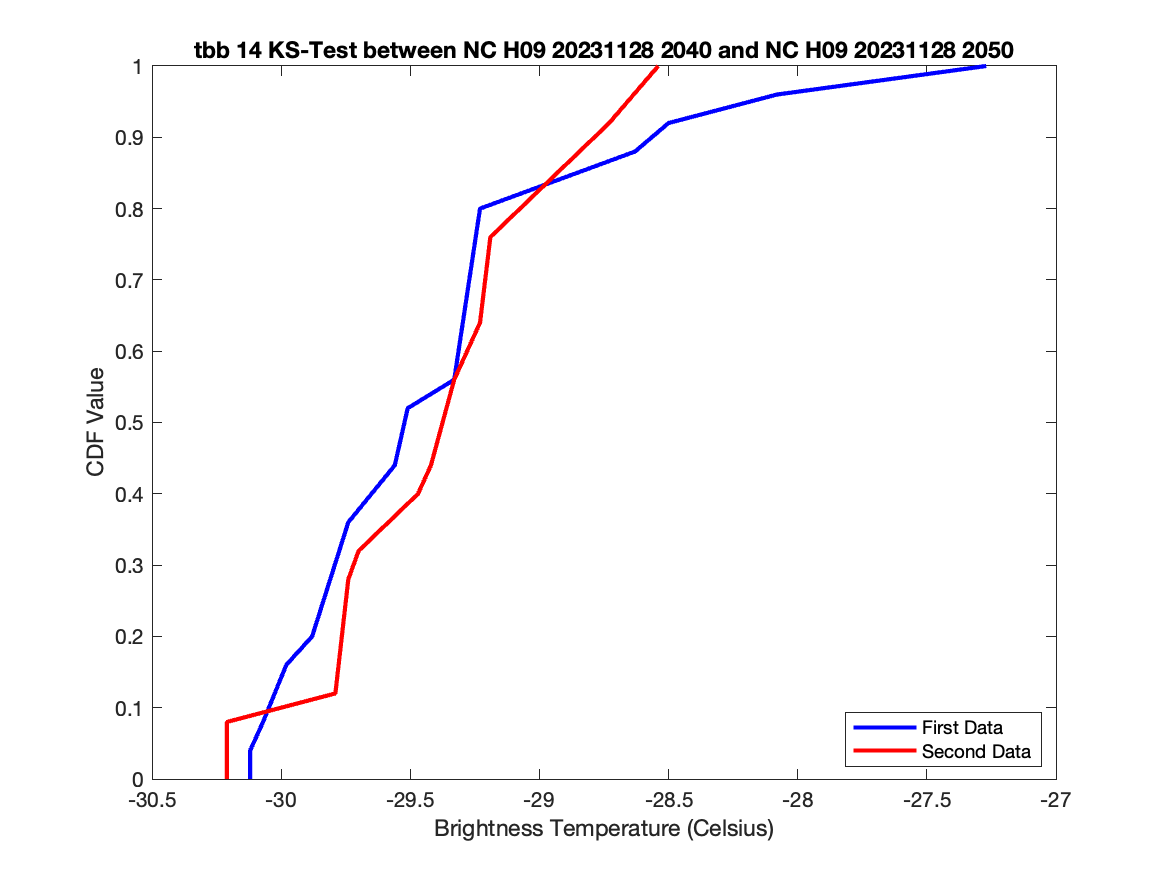 tbb 14 KS-Test between NC H09 20231128 2040 and NC H09 20231128 2050
1
0.9
0.8
0.7
0.6
0.5
0.4
0.3
0.2
0.1
0
CDF Value
First Data
Second Data
-30.5 -30 -29.5 -29 -28.5 -28 -27.5 -27
Brightness Temperature (Celsius)